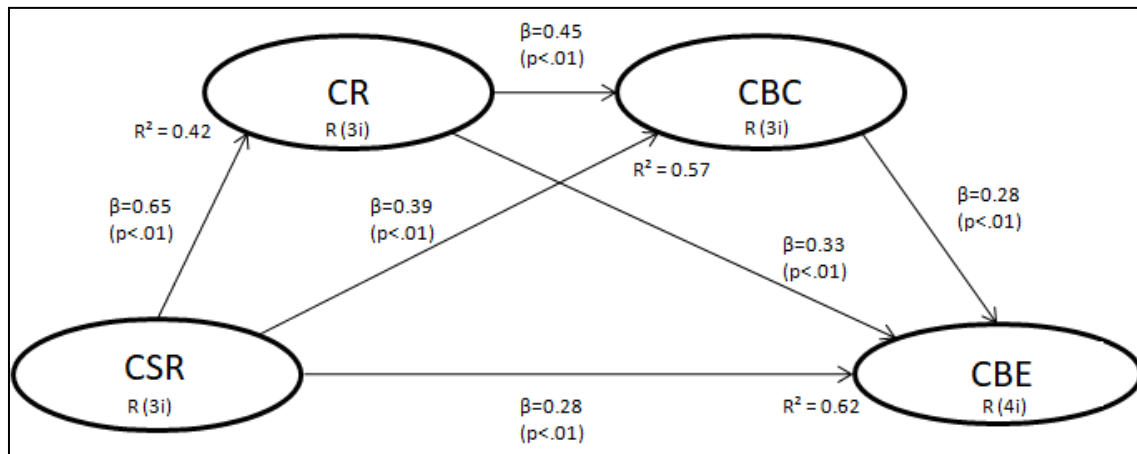 β=0.45
(p<.01)
CR
R (3i)
CBC
R (3i)
R² = 0.42
R² = 0.57
β=0.65
(p<.01)
β=0.39
(p<.01)
β=0.28
(p<.01)
β=0.33
(p<.01)
CSR
R (3i)
CBE
R (4i)
R² = 0.62
β=0.28
(p<.01)